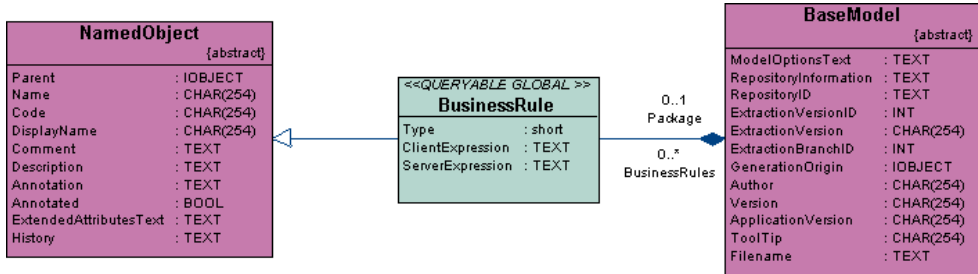 NamedObject
{abstract}
Parent : IOBJECT
Name : CHAR(254)
Code : CHAR(254)
DisplayName : CHAR(254)
Comment : TEXT
Description : TEXT
Annotation : TEXT
Annotated : BOOL
ExtendedAttributesText : TEXT
History : TEXT
<<QUERYABLE GLOBAL >>
BusinessRule
Type : short
ClientExpression : TEXT
ServerExpression : TEXT
0..1
Package
0..*
BusinessRules
BaseModel
{abstract}
ModelOptionsText : TEXT
RepositoryInformation : TEXT
RepositoryID : TEXT
ExtractionVersionID : INT
ExtractionVersion : CHAR(254)
ExtractionBranchID : INT
GenerationOrigin : IOBJECT
Author : CHAR(254)
Version : CHAR(254)
ApplicationVersion : CHAR(254)
ToolTip : CHAR(254)
Filename : TEXT